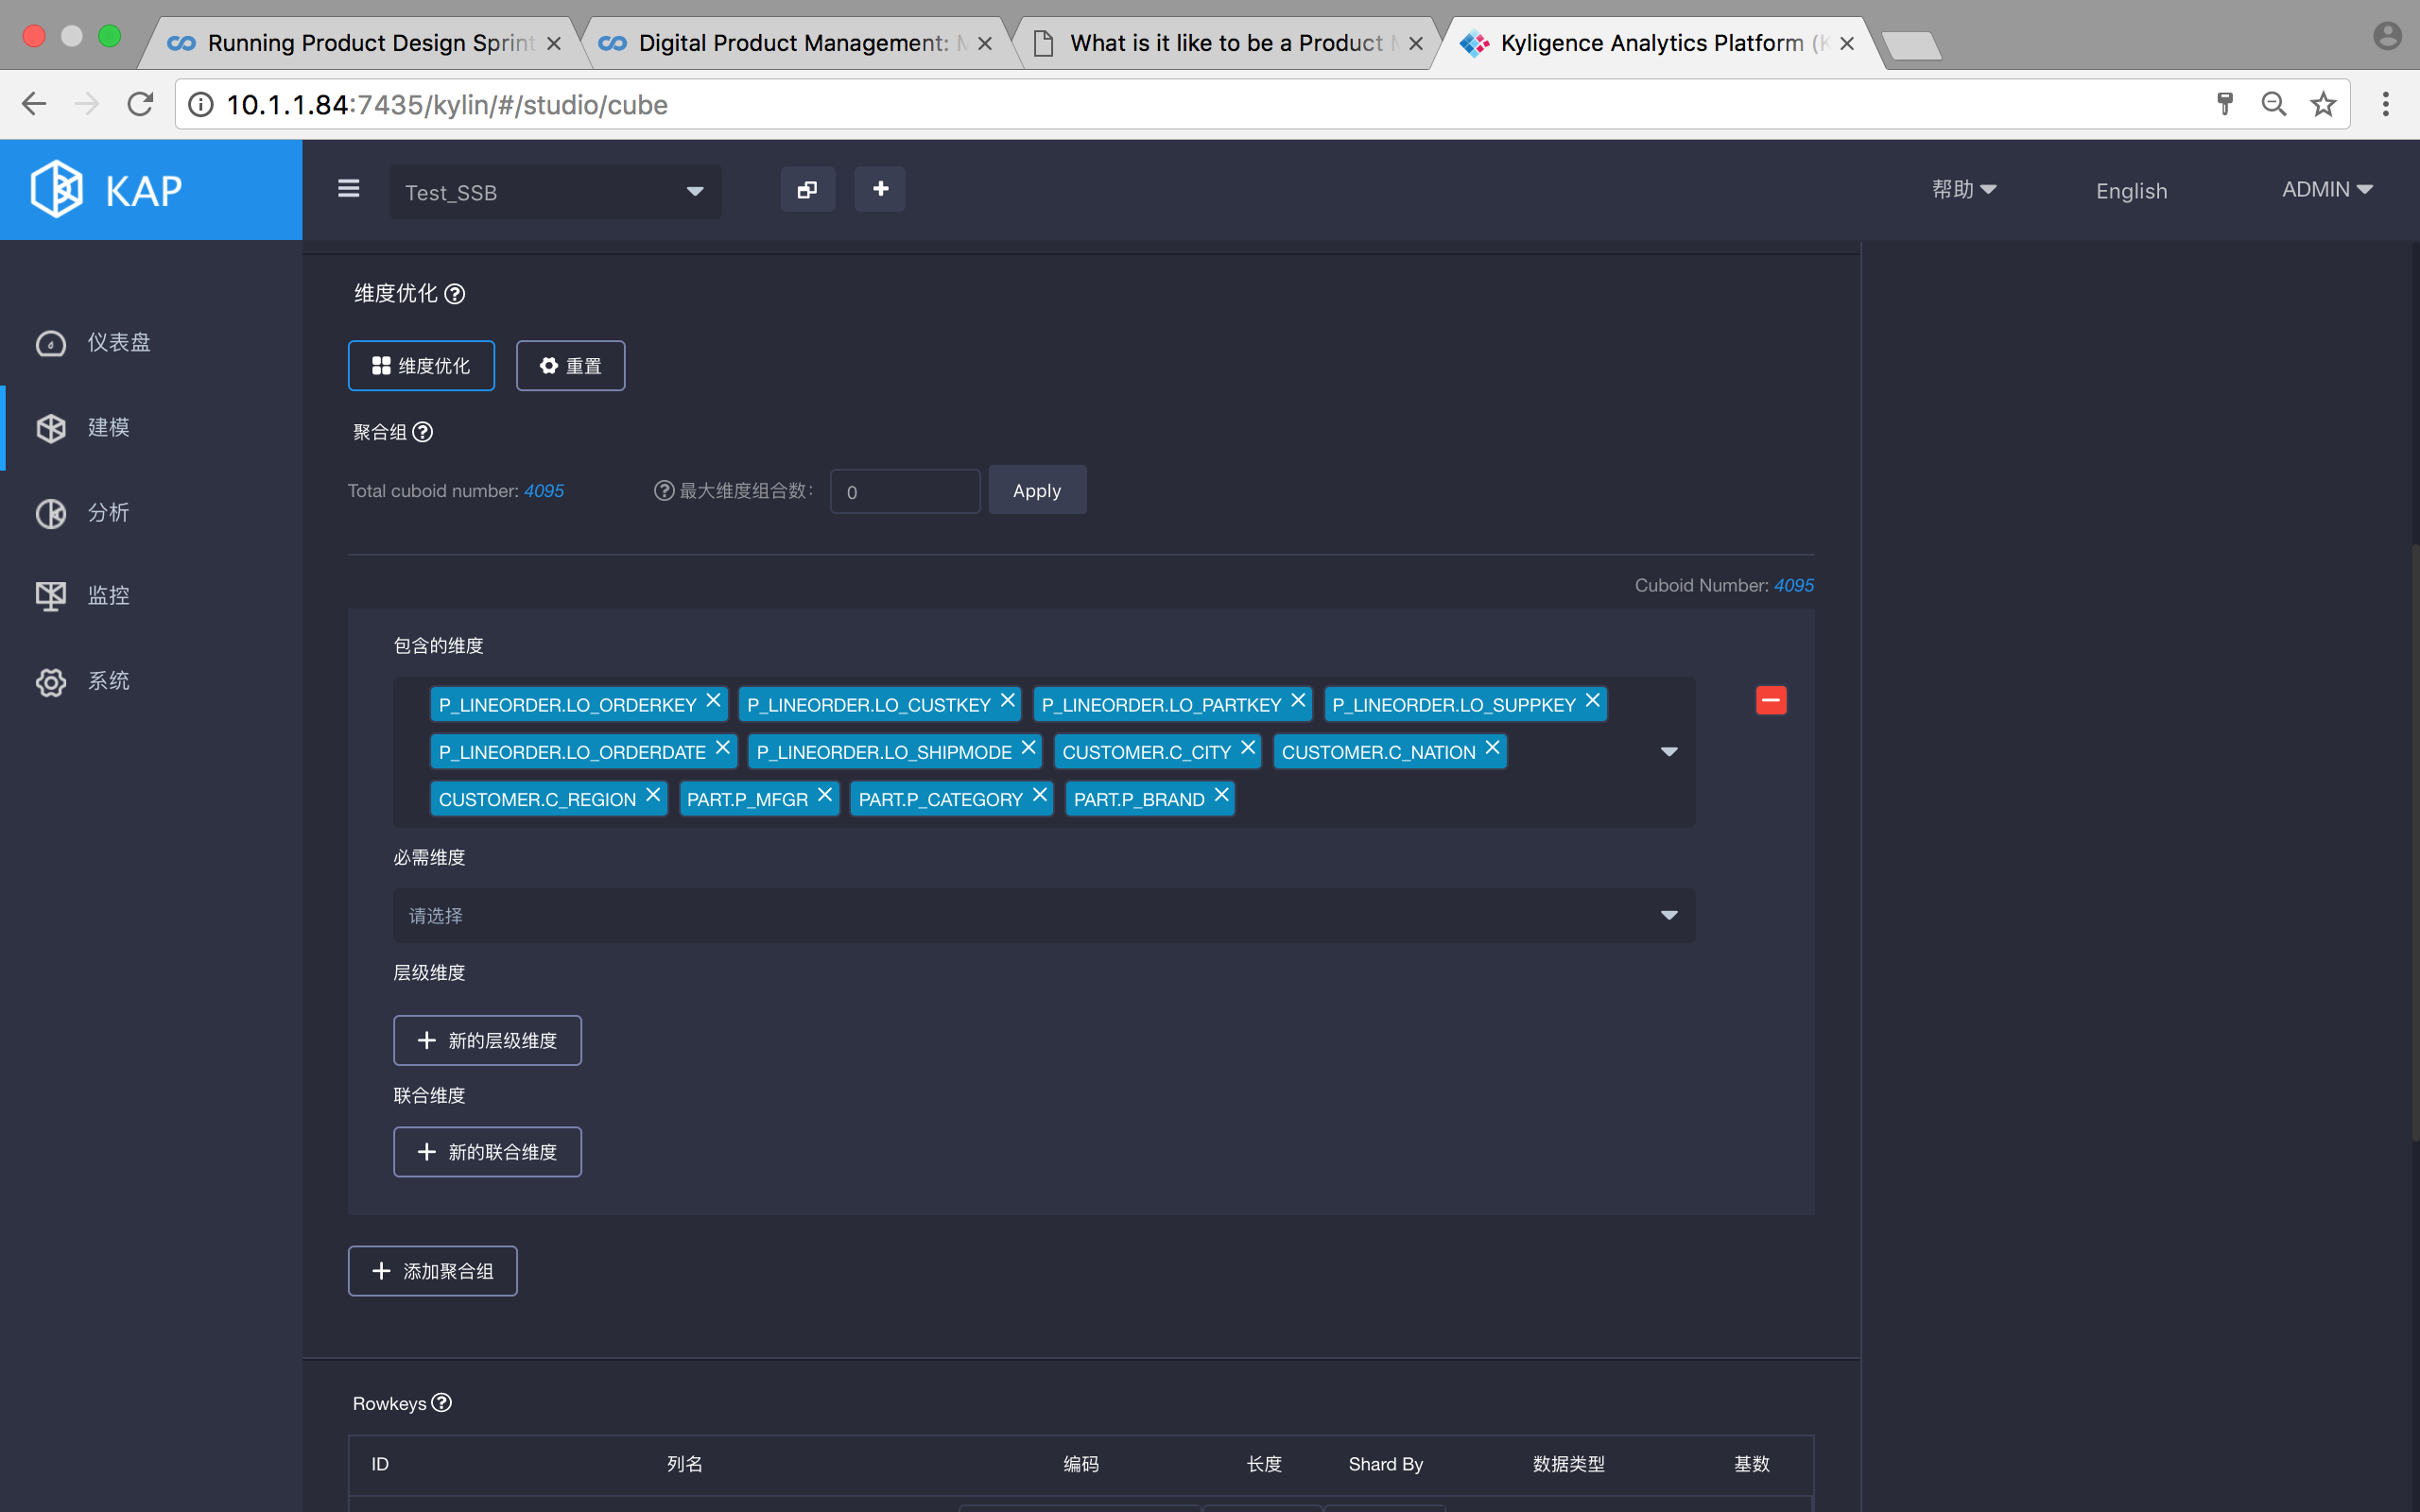 Running Product Design Sprint
Digital Product Management: M
What is it like to be a Product M
Kyligence Analytics Platform (K
10.1.1.84:7435/kylin/#/studio/cube
KAP
Test_SSB
帮助
English
ADMIN
仪表盘
建模
分析
监控
系统
维度优化
维度优化
重置
聚合组
Total cuboid number: 4095
最大维度组合数:
0
Apply
Cuboid Number: 4095
包含的维度
P_LINEORDER.LO_ORDERKEY P_LINEORDER.LO_CUSTKEY P_LINEORDER.LO_PARTKEY P_LINEORDER.LO_SUPPKEY
P_LINEORDER.LO_ORDERDATE P_LINEORDER.LO_SHIPMODE CUSTOMER.C_CITY CUSTOMER.C_NATION
CUSTOMER.C_REGION PART.P_MFGR PART.P_CATEGORY PART.P_BRAND
必需维度
请选择
层级维度
新的层级维度
联合维度
新的联合维度
添加聚合组
Rowkeys
ID 列名 编码 长度 Shard By 数据类型 基数